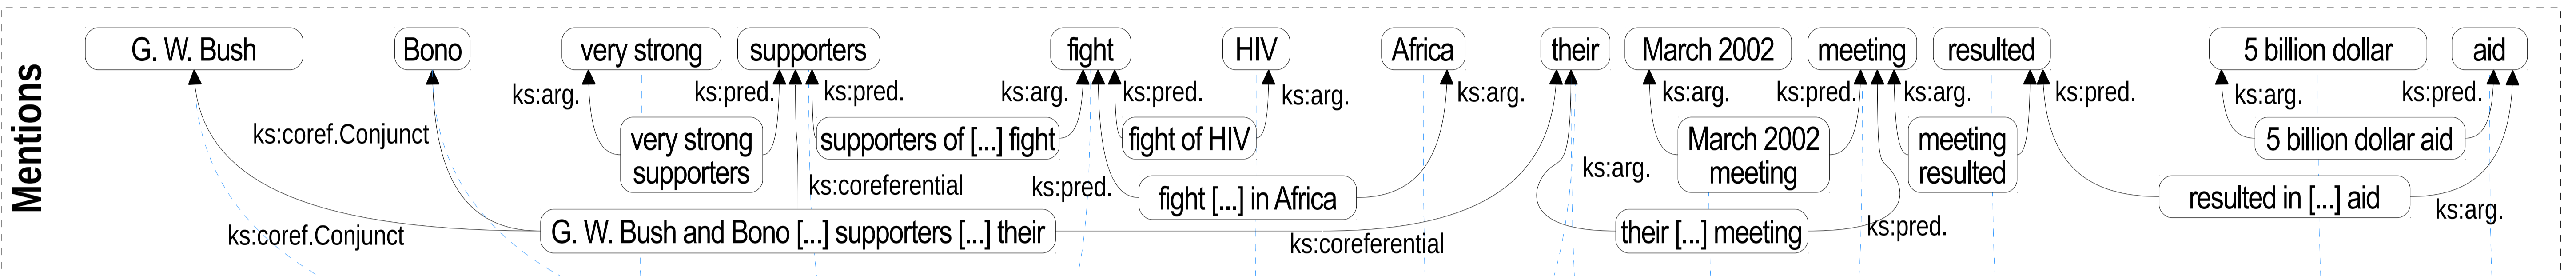 Mentions
G. W. Bush
Bono
very strong
supporters
fight
HIV
Africa
their
March 2002
meeting
resulted
5 billion dollar
aid
ks:arg.
ks:pred.
ks:pred.
ks:arg.
ks:pred.
ks:arg.
ks:arg.
ks:arg.
ks:pred.
ks:arg.
ks:pred.
ks:arg.
ks:pred.
ks:coref.Conjunct
very strong
supporters
supporters of [...] fight
fight of HIV
March 2002
meeting
meeting
resulted
5 billion dollar aid
ks:arg.
ks:coreferential
ks:pred.
fight [...] in Africa
resulted in [...] aid
ks:arg.
ks:coref.Conjunct
G. W. Bush and Bono [...] supporters [...] their
ks:coreferential
their [...] meeting
ks:pred.